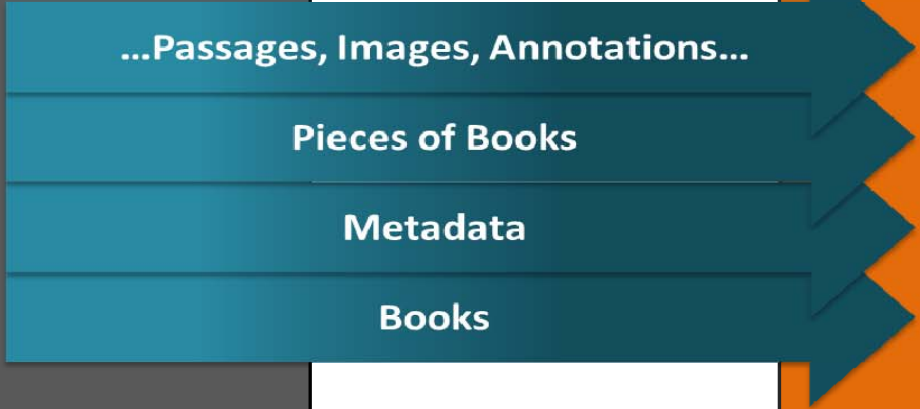 ...Passages, Images, Annotations...
Pieces of Books
Metadata
Books